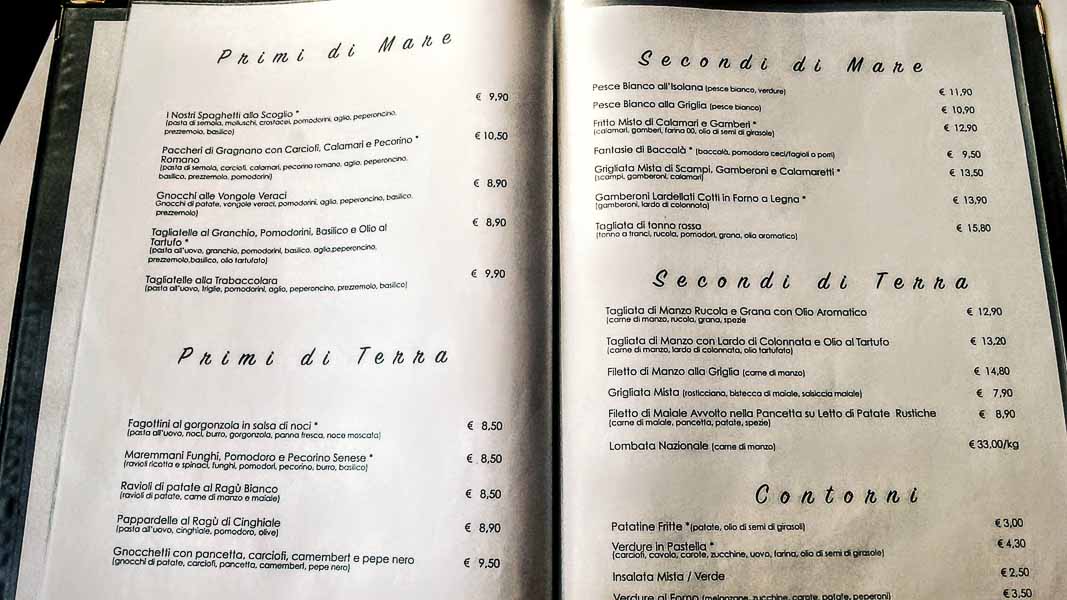 Primi di Mare
I Nostri Spaghetti allo Scoglio * € 9,90
(pasta di semola, molluschi, crostacei, pomodorini, aglio, peperoncino,
prezzemolo, basilico)
Paccheri di Gragnano con Carciofi, Calamari e Pecorino * € 10,50
Romano
(pasta di semola, carciofi, calamari, pecorino romano, aglio, peperoncino,
basilico, prezzemolo, pomodorini)
Gnocchi alle Vongole Veraci € 8,90
(Gnocchi di patate, vongole veraci, pomodorini, aglio, peperoncino, basilico,
prezzemolo)
Tagliatelle al Granchio, Pomodorini, Basilico e Olio al € 8,90
Tartufo *
(pasta all'uovo, granchio, pomodorini, basilico, aglio,peperoncino,
prezzemolo,basilico, olio tartufato)
Tagliatelle alla Trabaccolara € 9,90
(pasta all'uovo, triglie, pomodorini, aglio, peperoncino, prezzemolo, basilico)
Primi di Terra
Fagottini al gorgonzola in salsa di noci * € 8,50
(pasta all'uovo, noci, burro, gorgonzola, panna fresca, noce moscata)
Maremmani Funghi, Pomodoro e Pecorino Senese * € 8,50
(ravioli ricotta e spinaci, funghi, pomodori, pecorino, burro, basilico)
Ravioli di patate al Ragù Bianco € 8,50
(ravioli di patate, carne di manzo e maiale)
Pappardelle al Ragù di Cinghiale € 8,90
(pasta all'uovo, cinghiale, pomodoro, olive)
Gnocchetti con pancetta, carciofi, camembert e pepe nero € 9,50
(gnocchi di patate, carciofi, pancetta, camembert, pepe nero)
Secondi di Mare
Pesce Bianco all'Isolana (pesce bianco, verdure) € 11,90
Pesce Bianco alla Griglia (pesce bianco) € 10,90
Fritto Misto di Calamari e Gamberi * € 12,90
(calamari, gamberi, farina 00, olio di semi di girasole)
Fantasie di Baccalà * (baccalà, pomodoro ceci/fagioli o porri) € 9,50
Grigliata Mista di Scampi, Gamberoni e Calamaretti * € 13,50
(scampi, gamberoni, calamari)
Gamberoni Lardellati Cotti in Forno a Legna * € 13,90
(gamberoni, lardo di colonnata)
Tagliata di tonno rossa € 15,80
(tonno a tranci, rucola, pomodori, grana, olio aromatico)
Secondi di Terra
Tagliata di Manzo Rucola e Grana con Olio Aromatico € 12,90
(carne di manzo, rucola, grana, spezie
Tagliata di Manzo con Lardo di Colonnata e Olio al Tartufo € 13,20
(carne di manzo, lardo di colonnata, olio tartufato)
Filetto di Manzo alla Griglia (carne di manzo) € 14,80
Grigliata Mista (rosticciana, bistecca di maiale, salsiccia maiale) € 7,90
Filetto di Maiale Avvolto nella Pancetta su Letto di Patate Rustiche € 8,90
(carne di maiale, pancetta, patate, spezie)
Lombata Nazionale (carne di manzo) € 33,00/kg
Contorni
Patatine Fritte *(patate, olio di semi di girasoli) € 3,00
Verdure in Pastella * € 4,30
(carciofi, cavolo, carote, zucchine, uovo, farina, olio di semi di girasole)
Insalata Mista / Verde € 2,50
Verdure al Forno (melanzane, zucchine, carote, patate, peperoni) € 3,50